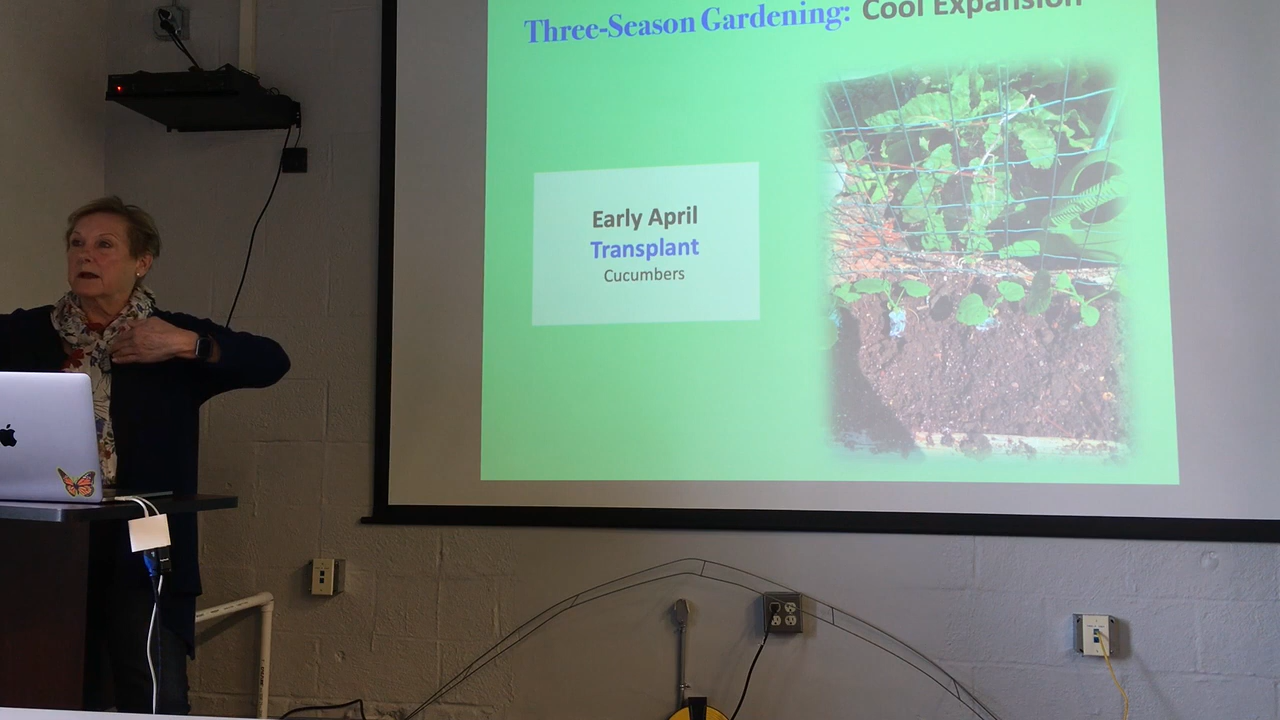 Three-Season Gardening: Cool Expansion
Early April
Transplant
Cucumbers